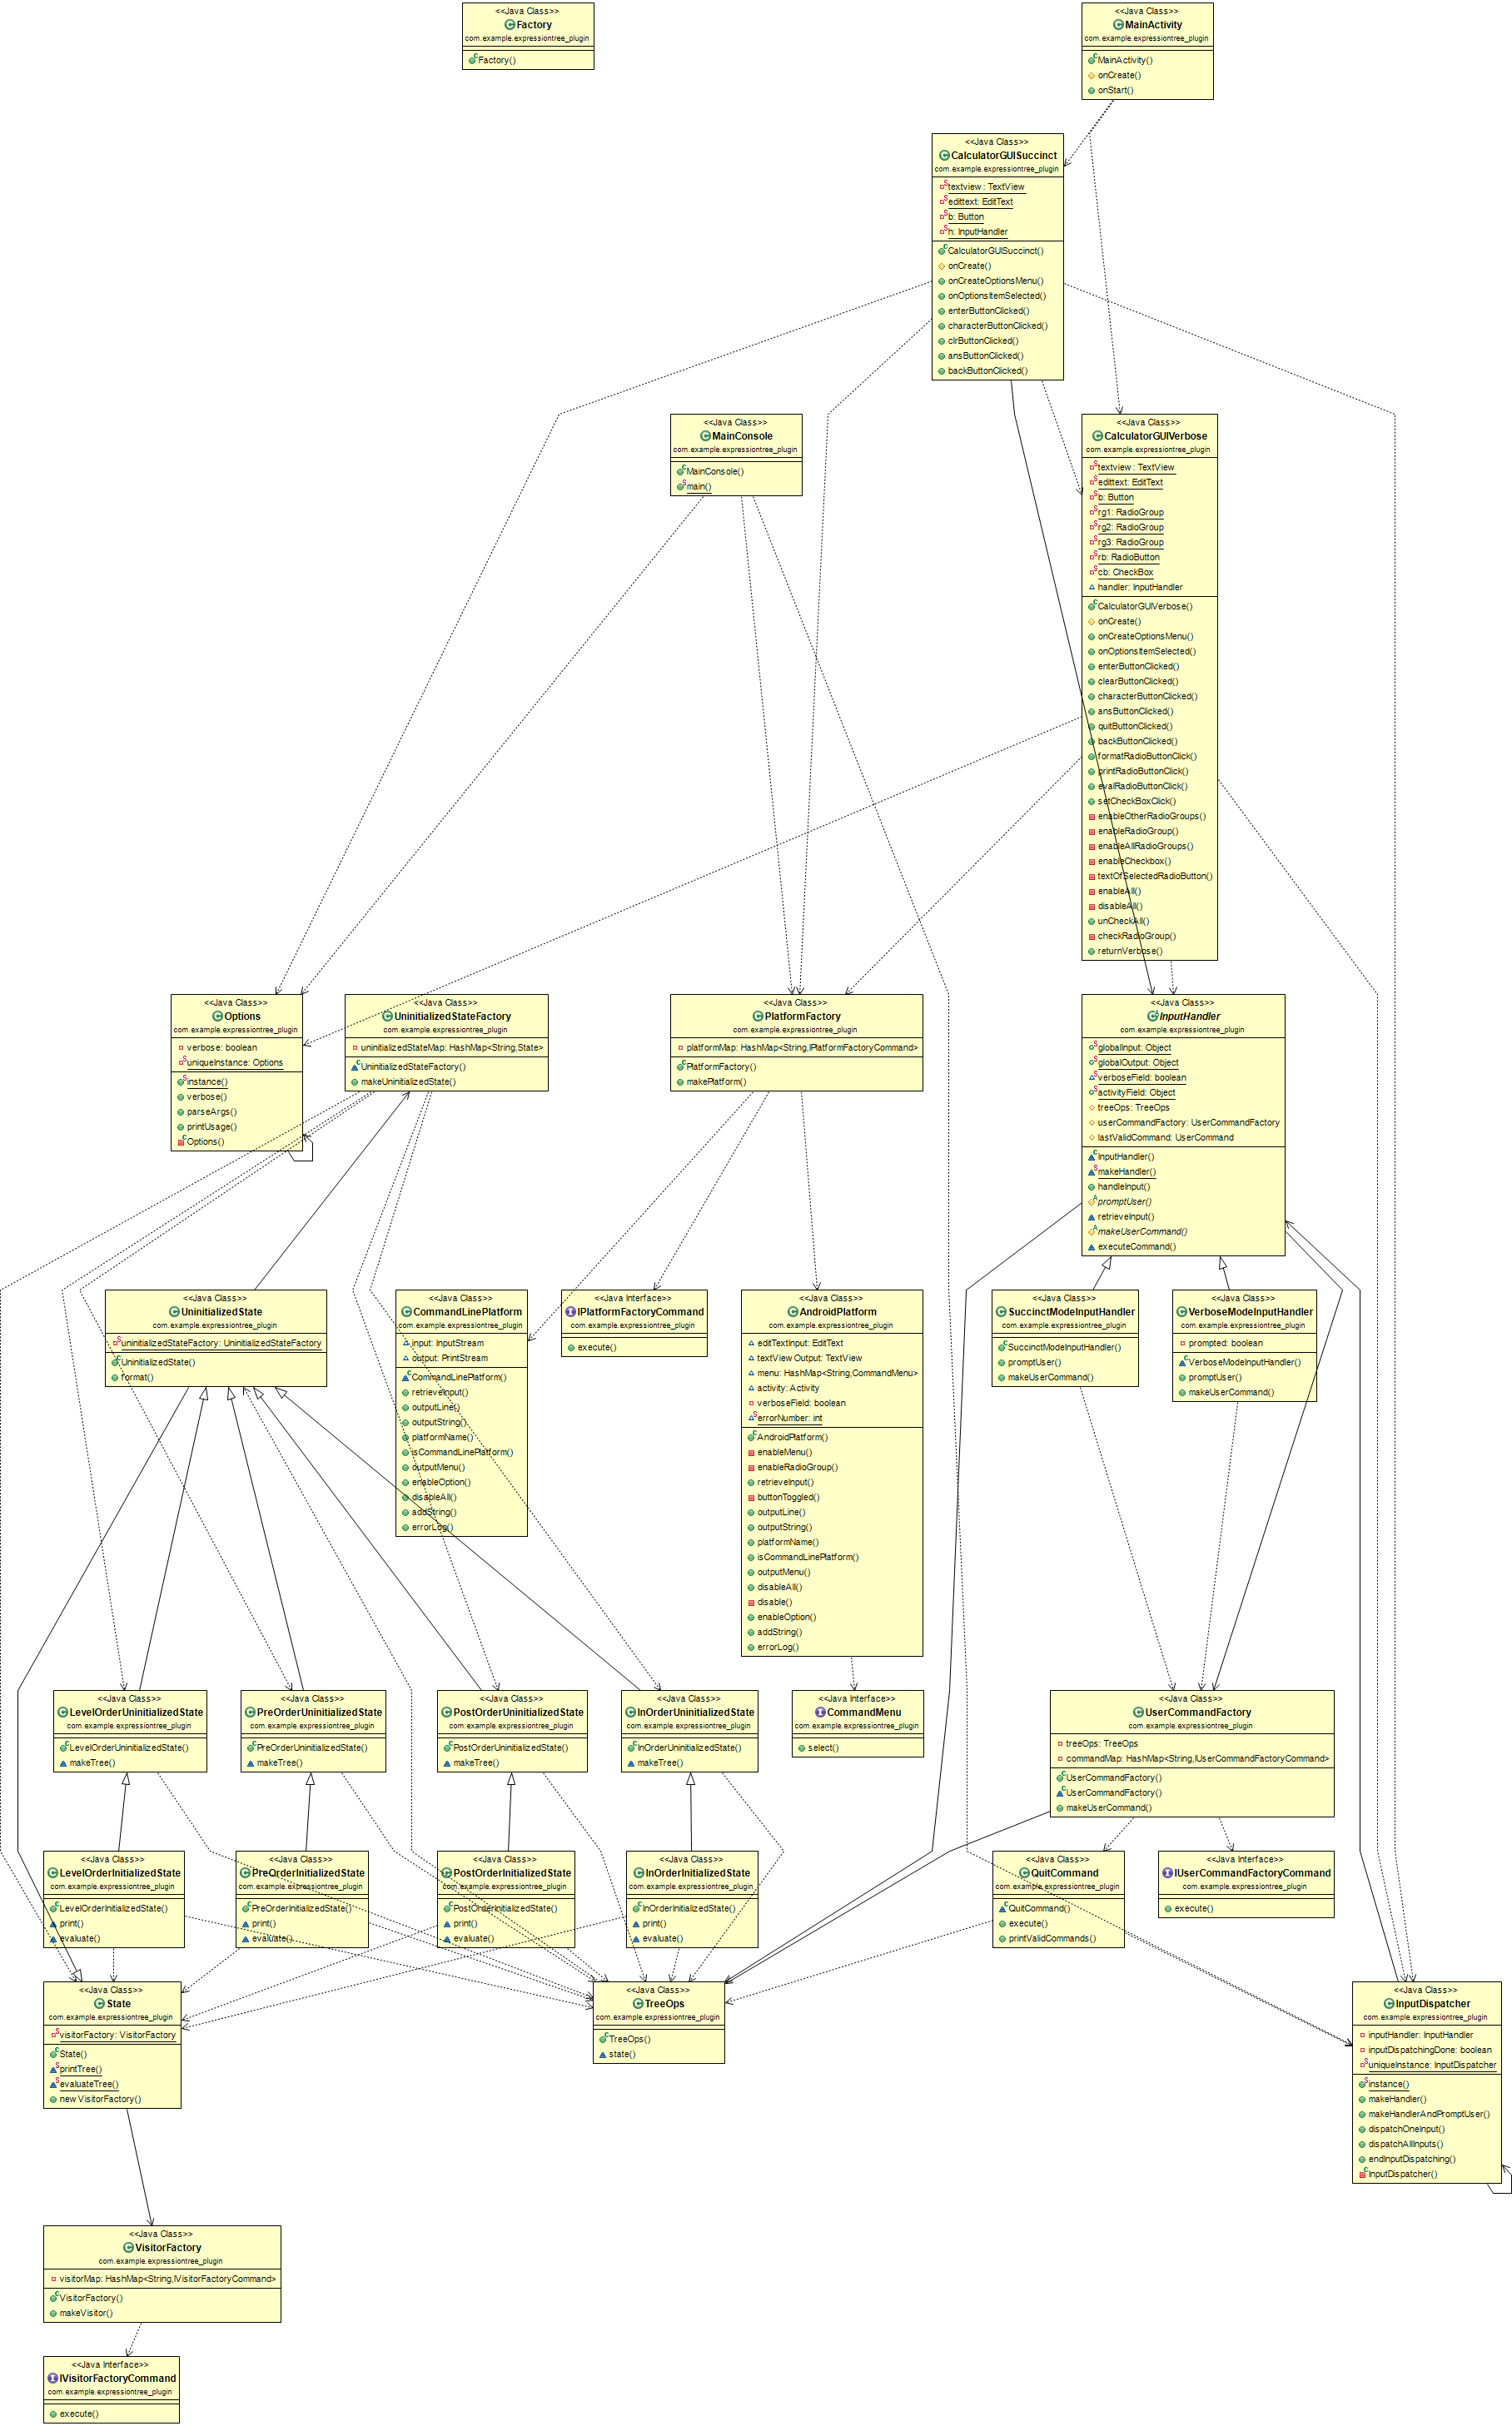 <<Java Class>>
Factory
com.example.expressiontree_plugin
Factory()
<<Java Class>>
MainActivity
com.example.expressiontree_plugin
MainActivity()
onCreate()
onStart()
<<Java Class>>
CalculatorGUISuccinct
com.example.expressiontree_plugin
textview : TextView
edittext: EditText
b: Button
h: InputHandler
CalculatorGUISuccinct()
onCreate()
onCreateOptionsMenu()
onOptionsItemSelected()
enterButtonClicked()
characterButtonClicked()
clrButtonClicked()
ansButtonClicked()
backButtonClicked()
<<Java Class>>
MainConsole
com.example.expressiontree_plugin
MainConsole()
main()
<<Java Class>>
CalculatorGUIVerbose
com.example.expressiontree_plugin
textview : TextView
edittext: EditText
b: Button
rg1: RadioGroup
rg2: RadioGroup
rg3: RadioGroup
rb: RadioButton
cb: CheckBox
handler: InputHandler
CalculatorGUIVerbose()
onCreate()
onCreateOptionsMenu()
onOptionsItemSelected()
enterButtonClicked()
clearButtonClicked()
characterButtonClicked()
ansButtonClicked()
quitButtonClicked()
backButtonClicked()
formatRadioButtonClick()
printRadioButtonClick()
evalRadioButtonClick()
setCheckBoxClick()
enableOtherRadioGroups()
enableRadioGroup()
enableAllRadioGroups()
enableCheckbox()
textOfSelectedRadioButton()
enableAll()
disableAll()
unCheckAll()
checkRadioGroup()
returnVerbose()
<<Java Class>>
Options
com.example.expressiontree_plugin
verbose: boolean
uniqueInstance: Options
instance()
verbose()
parseArgs()
printUsage()
Options()
<<Java Class>>
UninitializedStateFactory
com.example.expressiontree_plugin
uninitializedStateMap: HashMap<String,State>
UninitializedStateFactory()
makeUninitializedState()
<<Java Class>>
PlatformFactory
com.example.expressiontree_plugin
platformMap: HashMap<String,IPlatformFactoryCommand>
PlatformFactory()
makePlatform()
<<Java Class>>
InputHandler
com.example.expressiontree_plugin
globalInput: Object
globalOutput: Object
verboseField: boolean
activityField: Object
treeOps: TreeOps
userCommandFactory: UserCommandFactory
lastValidCommand: UserCommand
InputHandler()
makeHandler()
handleInput()
promptUser()
retrieveInput()
makeUserCommand()
executeCommand()
<<Java Class>>
UninitializedState
com.example.expressiontree_plugin
uninitializedStateFactory: UninitializedStateFactory
UninitializedState()
format()
<<Java Class>>
CommandLinePlatform
com.example.expressiontree_plugin
input: InputStream
output: PrintStream
CommandLinePlatform()
retrieveInput()
outputLine()
outputString()
platformName()
isCommandLinePlatform()
outputMenu()
enableOption()
disableAll()
addString()
errorLog()
<<Java Interface>>
IPlatformFactoryCommand
com.example.expressiontree_plugin
execute()
<<Java Class>>
AndroidPlatform
com.example.expressiontree_plugin
editTextInput: EditText
textViewOutput: TextView
menu: HashMap<String,CommandMenu>
activity: Activity
verboseField: boolean
errorNumber: int
AndroidPlatform()
enableMenu()
enableRadioGroup()
retrieveInput()
buttonToggled()
outputLine()
outputString()
platformName()
isCommandLinePlatform()
outputMenu()
disableAll()
disable()
enableOption()
addString()
errorLog()
<<Java Class>>
SuccinctModeInputHandler
com.example.expressiontree_plugin
SuccinctModeInputHandler()
promptUser()
makeUserCommand()
<<Java Class>>
VerboseModeInputHandler
com.example.expressiontree_plugin
prompted: boolean
VerboseModeInputHandler()
promptUser()
makeUserCommand()
<<Java Class>>
LevelOrderUninitializedState
com.example.expressiontree_plugin
LevelOrderUninitializedState()
makeTree()
<<Java Class>>
PreOrderUninitializedState
com.example.expressiontree_plugin
PreOrderUninitializedState()
makeTree()
<<Java Class>>
PostOrderUninitializedState
com.example.expressiontree_plugin
PostOrderUninitializedState()
makeTree()
<<Java Class>>
InOrderUninitializedState
com.example.expressiontree_plugin
InOrderUninitializedState()
makeTree()
<<Java Interface>>
CommandMenu
com.example.expressiontree_plugin
select()
<<Java Class>>
UserCommandFactory
com.example.expressiontree_plugin
treeOps: TreeOps
commandMap: HashMap<String,IUserCommandFactoryCommand>
UserCommandFactory()
UserCommandFactory()
makeUserCommand()
<<Java Class>>
LevelOrderInitializedState
com.example.expressiontree_plugin
LevelOrderInitializedState()
print()
evaluate()
<<Java Class>>
PreOrderInitializedState
com.example.expressiontree_plugin
PreOrderInitializedState()
print()
evaluate()
<<Java Class>>
PostOrderInitializedState
com.example.expressiontree_plugin
PostOrderInitializedState()
print()
evaluate()
<<Java Class>>
InOrderInitializedState
com.example.expressiontree_plugin
InOrderInitializedState()
print()
evaluate()
<<Java Class>>
QuitCommand
com.example.expressiontree_plugin
QuitCommand()
execute()
printValidCommands()
<<Java Interface>>
IUserCommandFactoryCommand
com.example.expressiontree_plugin
execute()
<<Java Class>>
State
com.example.expressiontree_plugin
visitorFactory: VisitorFactory
State()
printTree()
evaluateTree()
new VisitorFactory()
<<Java Class>>
TreeOps
com.example.expressiontree_plugin
TreeOps()
state()
<<Java Class>>
InputDispatcher
com.example.expressiontree_plugin
inputHandler: InputHandler
inputDispatchingDone: boolean
uniqueInstance: InputDispatcher
instance()
makeHandler()
makeHandlerAndPromptUser()
dispatchOneInput()
dispatchAllInputs()
endInputDispatching()
InputDispatcher()
<<Java Class>>
VisitorFactory
com.example.expressiontree_plugin
visitorMap: HashMap<String,IVisitorFactoryCommand>
VisitorFactory()
makeVisitor()
<<Java Interface>>
IVisitorFactoryCommand
com.example.expressiontree_plugin
execute()